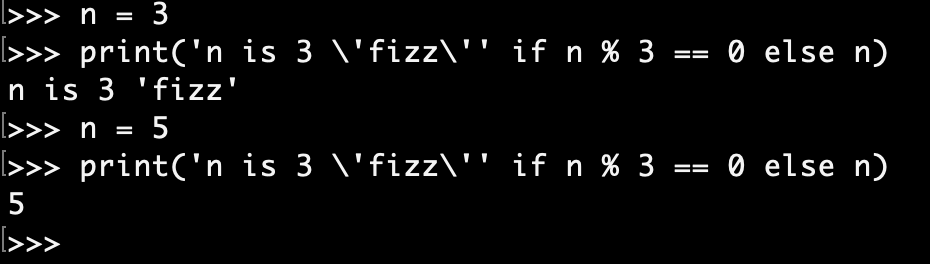 >>> n = 3
>>> print('n is 3 \'fizz\'' if n % 3 == 0 else n)
n is 3 'fizz'
>>> n = 5
>>> print('n is 3 \'fizz\'' if n % 3 == 0 else n)
5
>>>